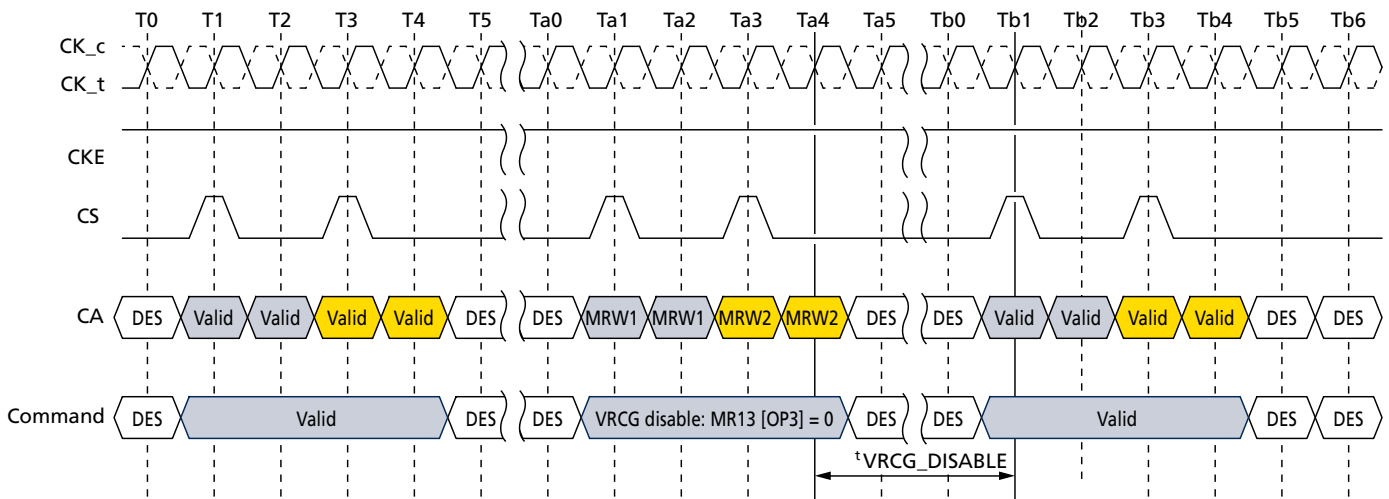 T0 T1 T2 T3 T4 T5 Ta0 Ta1 Ta2 Ta3 Ta4 Ta5 Tb0 Tb1 Tb2 Tb3 Tb4 Tb5 Tb6
CK_c
CK_t
CKE
CS
CA DES Valid Valid Valid Valid DES DES MRW1 MRW1 MRW2 MRW2 DES DES Valid Valid Valid Valid DES DES
Command DES Valid DES DES VRCG disable: MR13 [OP3] = 0 DES DES Valid DES DES
tVRCG_DISABLE